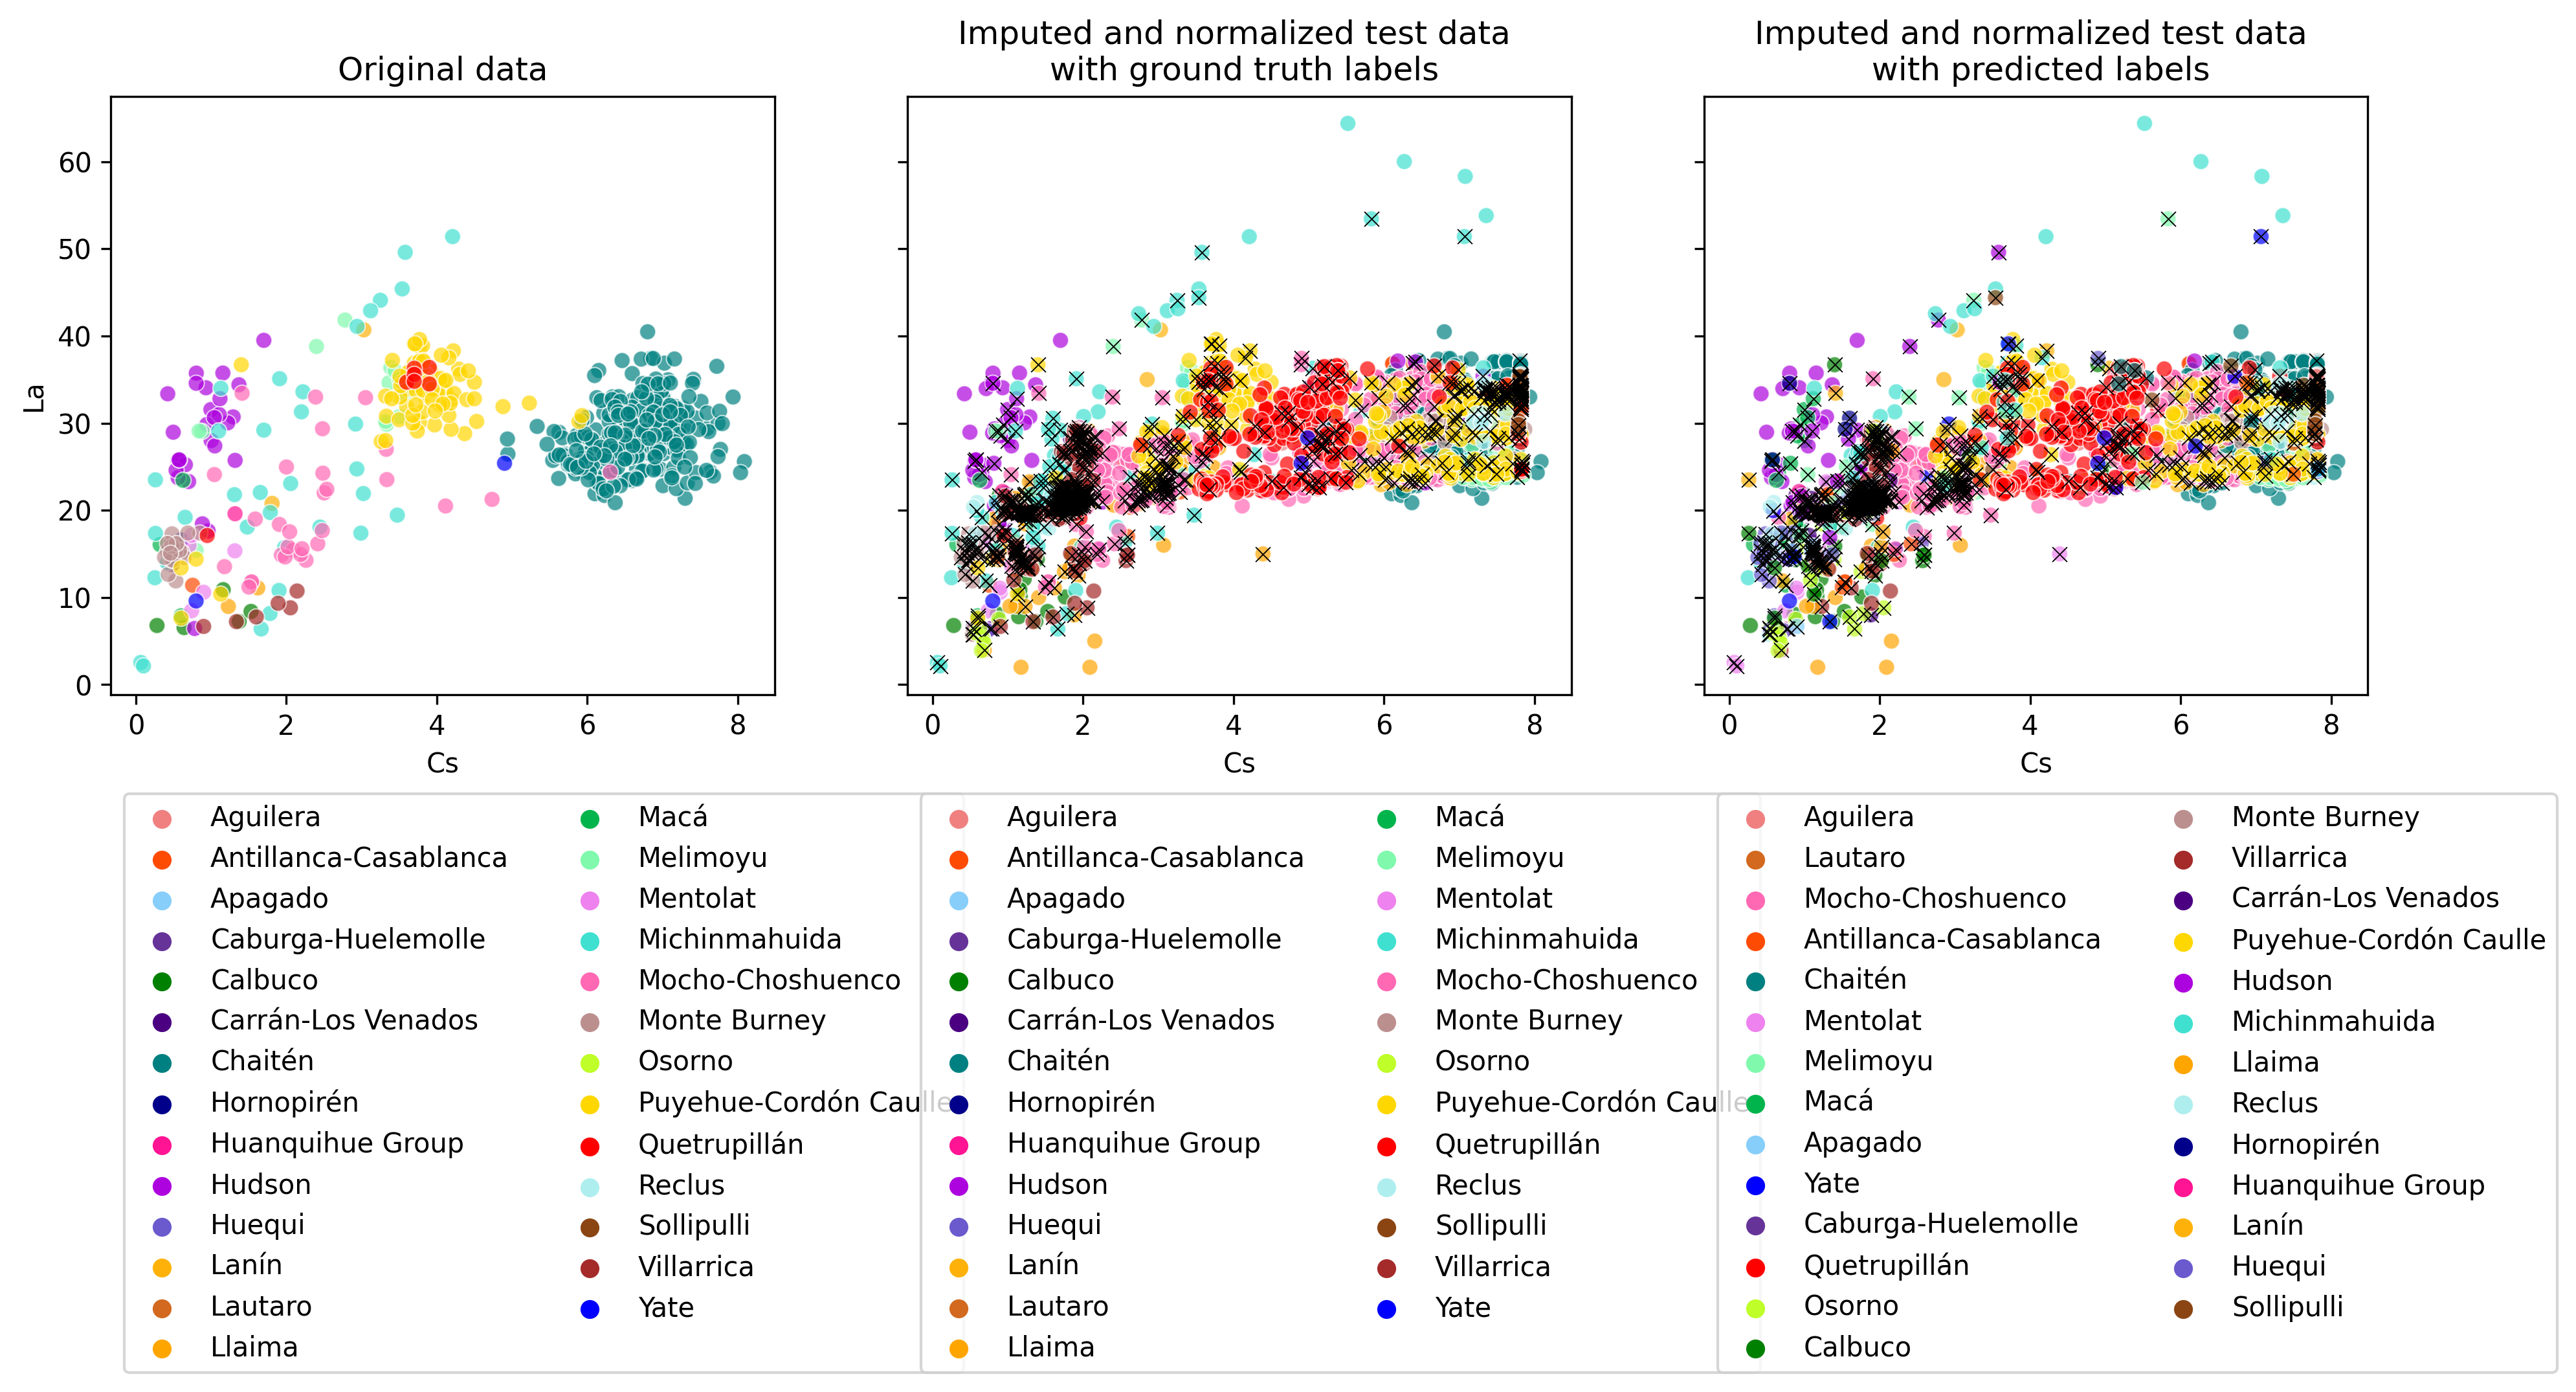 Original data
Imputed and normalized test data
with ground truth labels
Imputed and normalized test data
with predicted labels
La
60
50
40
30
20
10
0
0 2 4 6 8
0 2 4 6 8
0 2 4 6 8
Cs
Cs
Cs
Aguilera
Antillanca-Casablanca
Apagado
Caburga-Huelemolle
Calbuco
Carrán-Los Venados
Chaitén
Hornopirén
Huanquihue Group
Hudson
Huequi
Lanín
Lautaro
Llaima
Macá
Melimoyu
Mentolat
Michinmahuida
Mocho-Choshuenco
Monte Burney
Osorno
Puyehue-Cordón Caulle
Quetrupillán
Reclus
Sollipulli
Villarrica
Yate
Aguilera
Antillanca-Casablanca
Apagado
Caburga-Huelemolle
Calbuco
Carrán-Los Venados
Chaitén
Hornopirén
Huanquihue Group
Hudson
Huequi
Lanín
Lautaro
Llaima
Macá
Melimoyu
Mentolat
Michinmahuida
Mocho-Choshuenco
Monte Burney
Osorno
Puyehue-Cordón Caulle
Quetrupillán
Reclus
Sollipulli
Villarrica
Yate
Aguilera
Lautaro
Mocho-Choshuenco
Antillanca-Casablanca
Chaitén
Mentolat
Melimoyu
Macá
Apagado
Yate
Caburga-Huelemolle
Quetrupillán
Osorno
Calbuco
Monte Burney
Villarrica
Carrán-Los Venados
Puyehue-Cordón Caulle
Hudson
Michinmahuida
Llaima
Reclus
Hornopirén
Huanquihue Group
Lanín
Huequi
Sollipulli